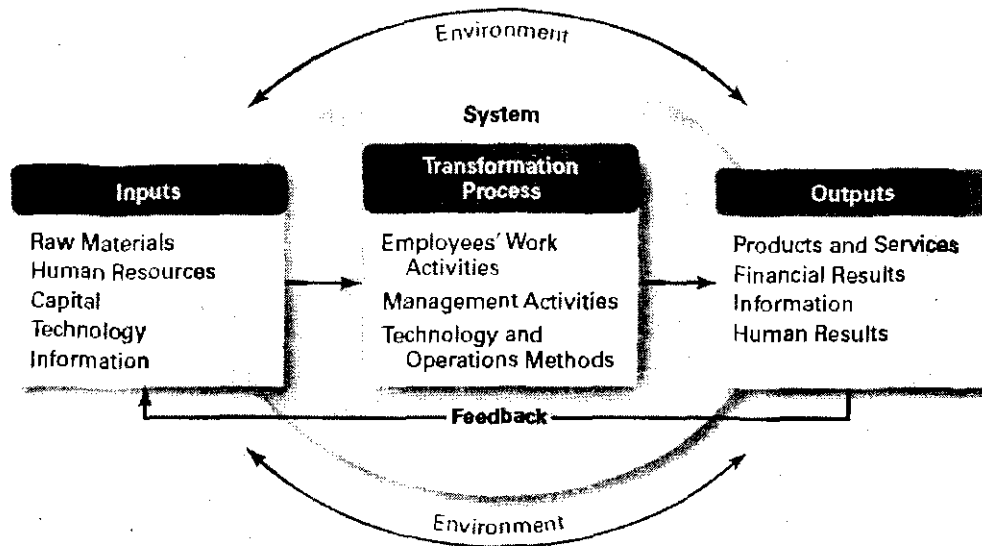 Environment
System
Inputs
Raw Materials
Human Resources
Capital
Technology
Information
Transformation
Process
Employees' Work
Activities
Management Activities
Technology and
Operations Methods
Outputs
Products and Services
Financial Results
Information
Human Results
Feedback
Environment